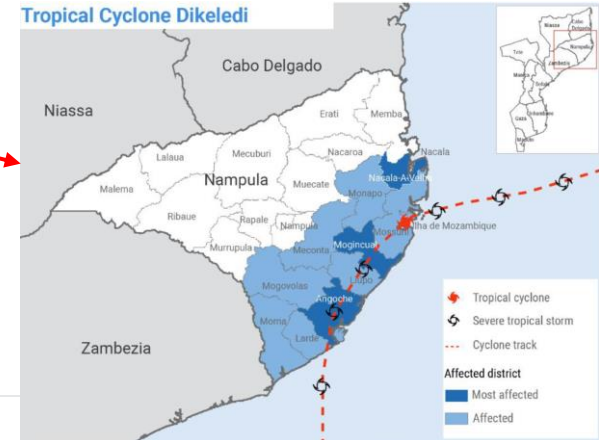 Tropical Cyclone Dikeledi
Niassa
Cabo Delgado
Nampula
Zambezia
Erati
Memba
Lalaua
Mecuburi
Nacaroa
Nacala
Nacala-A-Velha
Malema
Muecate
Monapo
Ribaue
Rapale
Nampula
Mossuril
Ilha de Mozambique
Murrupula
Meconta
Mogincual
Mogovolas
Liupo
Angoche
Moma
Larde
Niassa
Cabo
Delgado
Nampula
Tete
Zambezia
Manica
Sofala
Gaza
Inhambane
Tropical cyclone
Severe tropical storm
Cyclone track
Affected district
Most affected
Affected